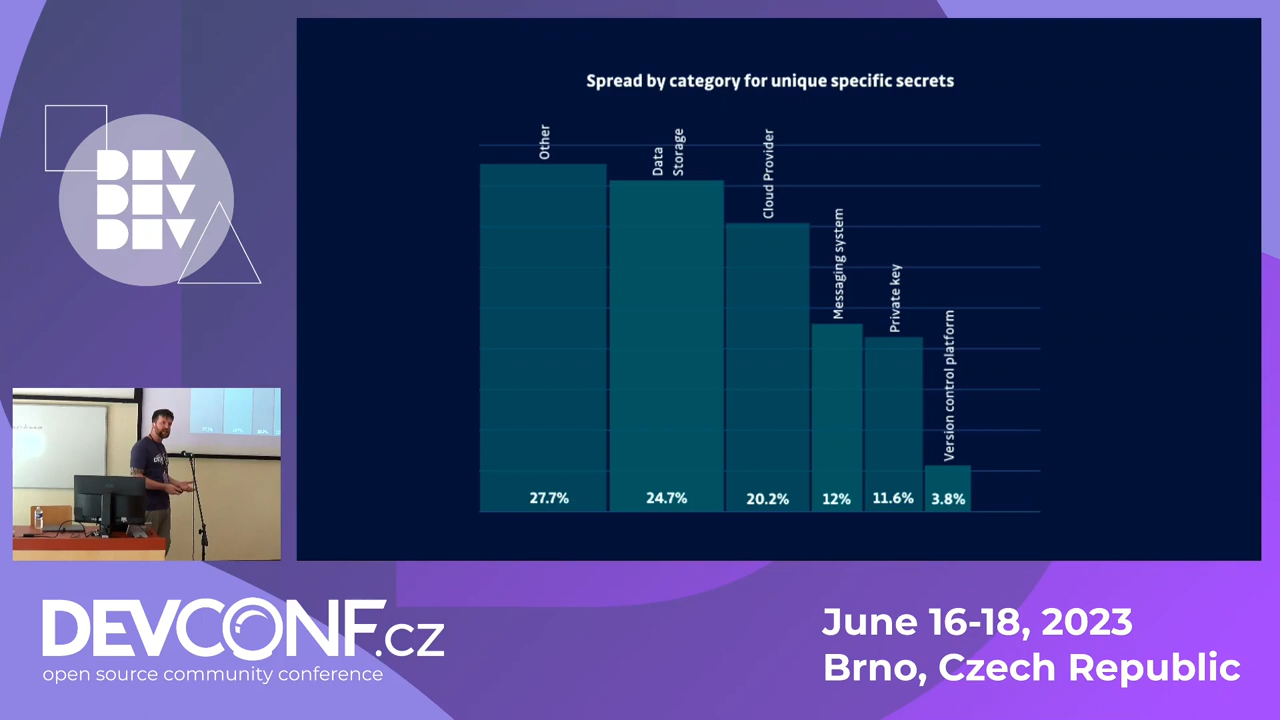 DEV
DEV
DEV
Spread by category for unique specific secrets
Other
Data
Storage
Cloud Provider
Messaging system
Private key
Version control platform
27.7%
24.7%
20.2%
12%
11.6%
3.8%
DEVCONF.cz
open source community conference
June 16-18, 2023
Brno, Czech Republic